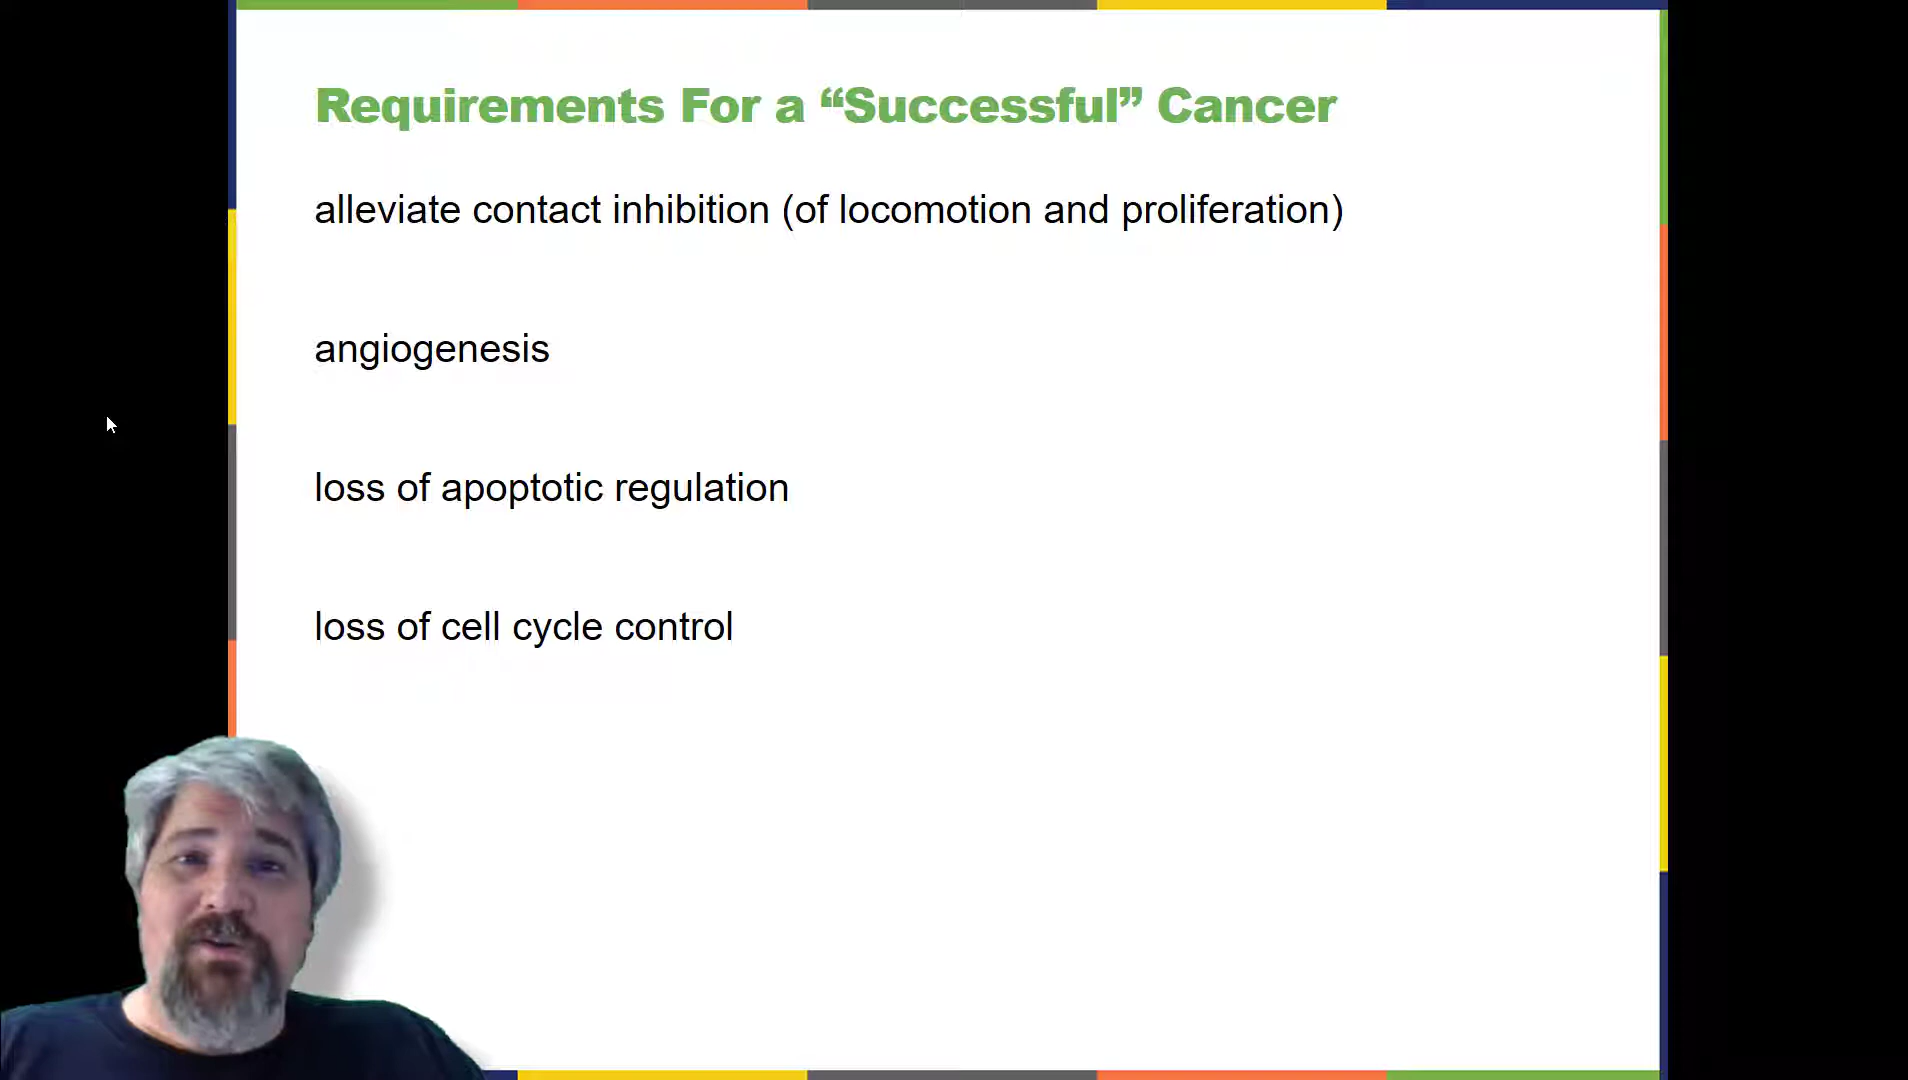 Requirements For a “Successful” Cancer
alleviate contact inhibition (of locomotion and proliferation)
angiogenesis
loss of apoptotic regulation
loss of cell cycle control